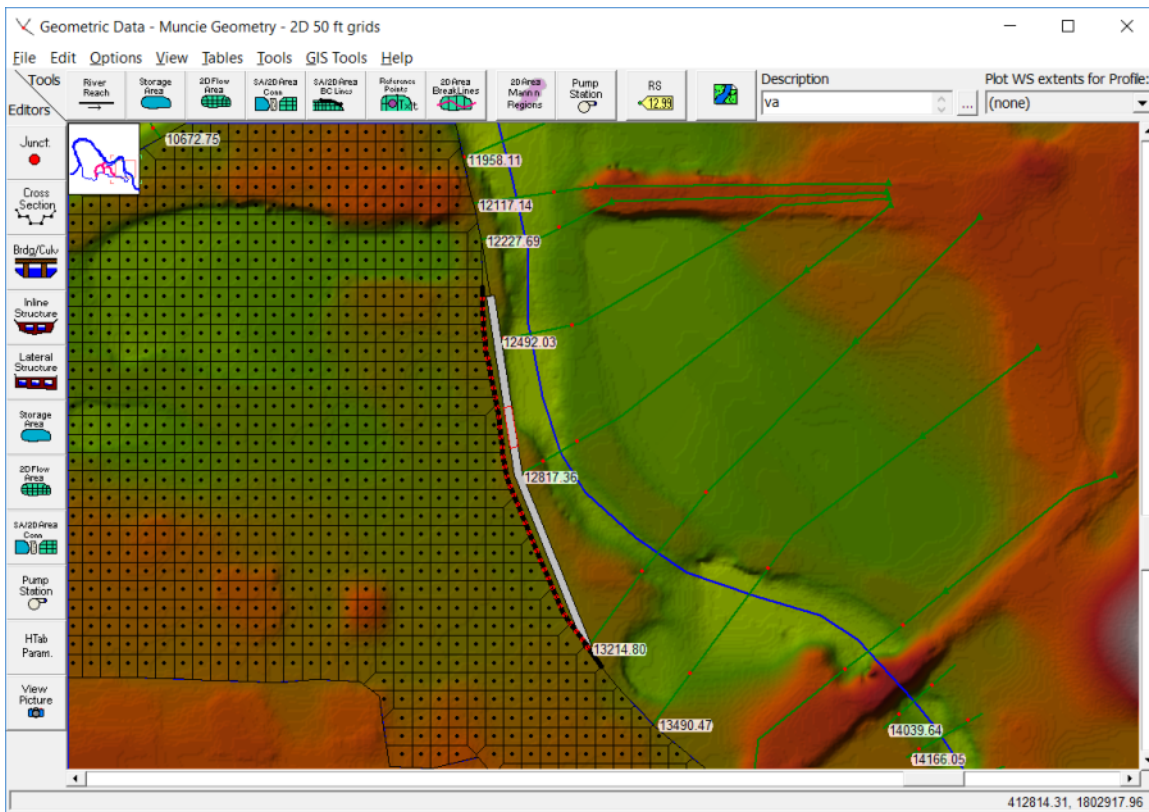 Geometric Data - Muncie Geometry - 2D 50 ft grids
File Edit Options View Tables Tools GIS Tools Help
Tools
Editors
River
Reach
Storage
Area
2D Flow
Area
SA/2D Area
Conn
SA/2D Area
BC Lines
Reference
Points
2D Area
BreakLines
2D Area
Mann n
Regions
Pump
Station
RS
12.99
Description
va
...
Plot WS extents for Profile:
(none)
Junct.
Cross
Section
Brdg/Culv
Inline
Structure
Lateral
Structure
Storage
Area
2D Flow
Area
SA/2D Area
Conn
Pump
Station
HTab
Param.
View
Picture
10672.75
11958.11
12117.14
12227.69
12492.03
12817.36
13214.80
13490.47
14039.64
14166.05
412814.31, 1802917.96